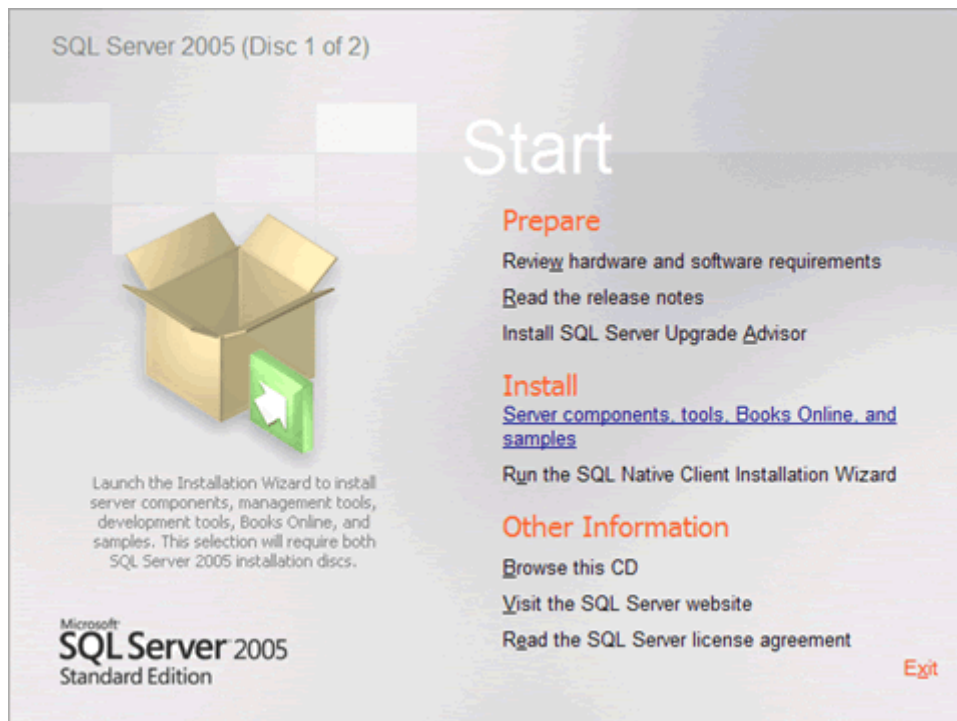 SQL Server 2005 (Disc 1 of 2)
Start
Prepare
Review hardware and software requirements
Read the release notes
Install SQL Server Upgrade Advisor
Install
Server components, tools, Books Online, and
samples
Run the SQL Native Client Installation Wizard
Other Information
Browse this CD
Visit the SQL Server website
Read the SQL Server license agreement
Exit
Launch the Installation Wizard to install
server components, management tools,
development tools, Books Online, and
samples. This selection will require both
SQL Server 2005 installation discs.
Microsoft
SQL Server 2005
Standard Edition